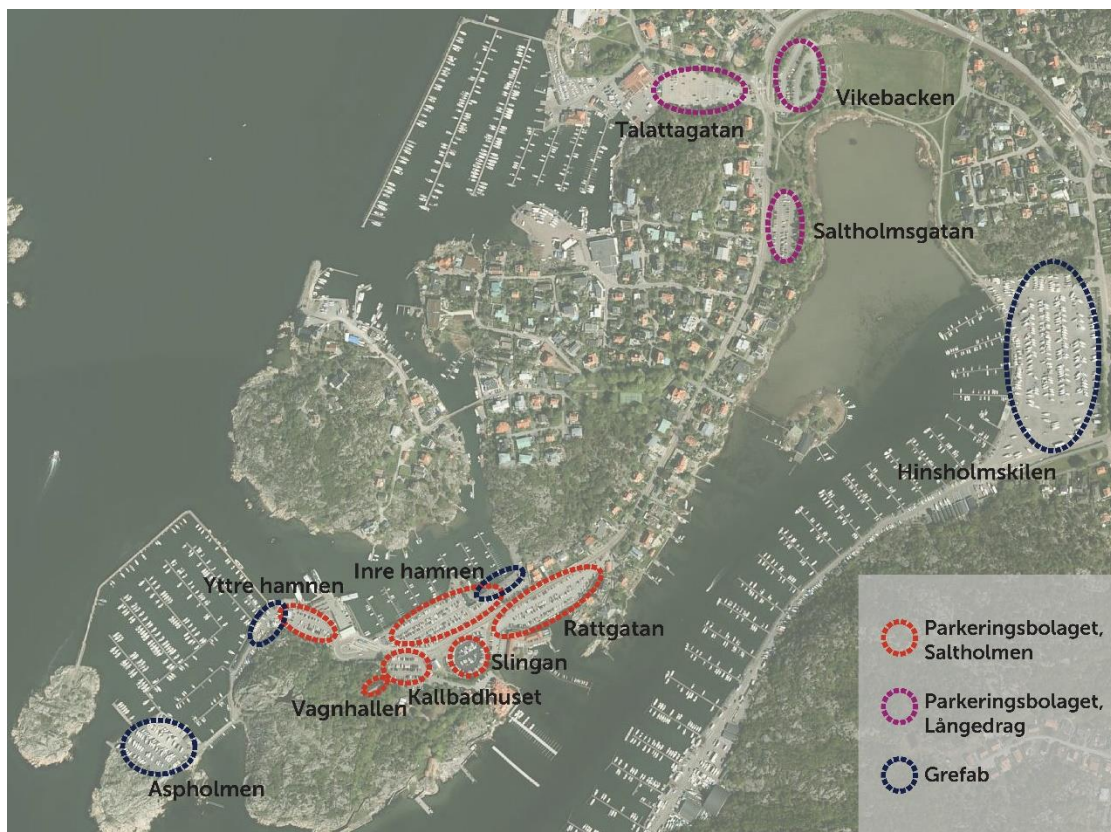 Vikebacken
Talattagatan
Saltholmsgatan
Hinsholmskilen
Inre hamnen
Yttre hamnen
Rattgatan
Slingan
Kallbadhuset
Vagnhallen
Aspholmen
Parkeringsbolaget,
Saltholmen
Parkeringsbolaget,
Långedrag
Grefab